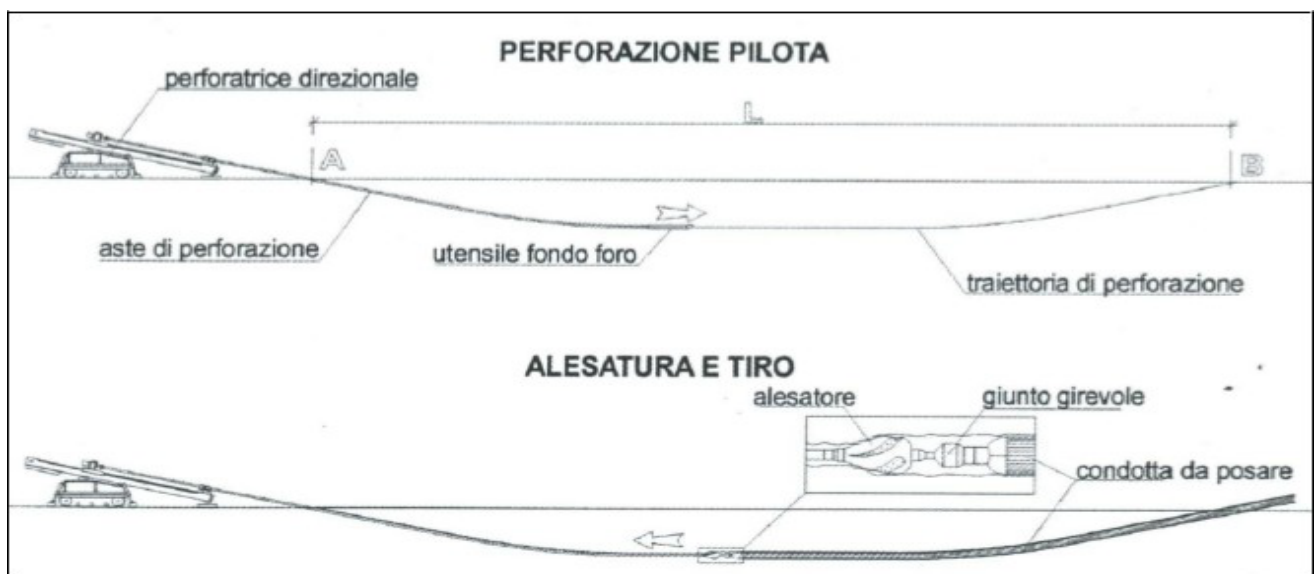 PERFORAZIONE PILOTA
perforatrice direzionale
L
A
B
aste di perforazione
utensile fondo foro
traiettoria di perforazione
ALESATURA E TIRO
alesatore
giunto girevole
condotta da posare